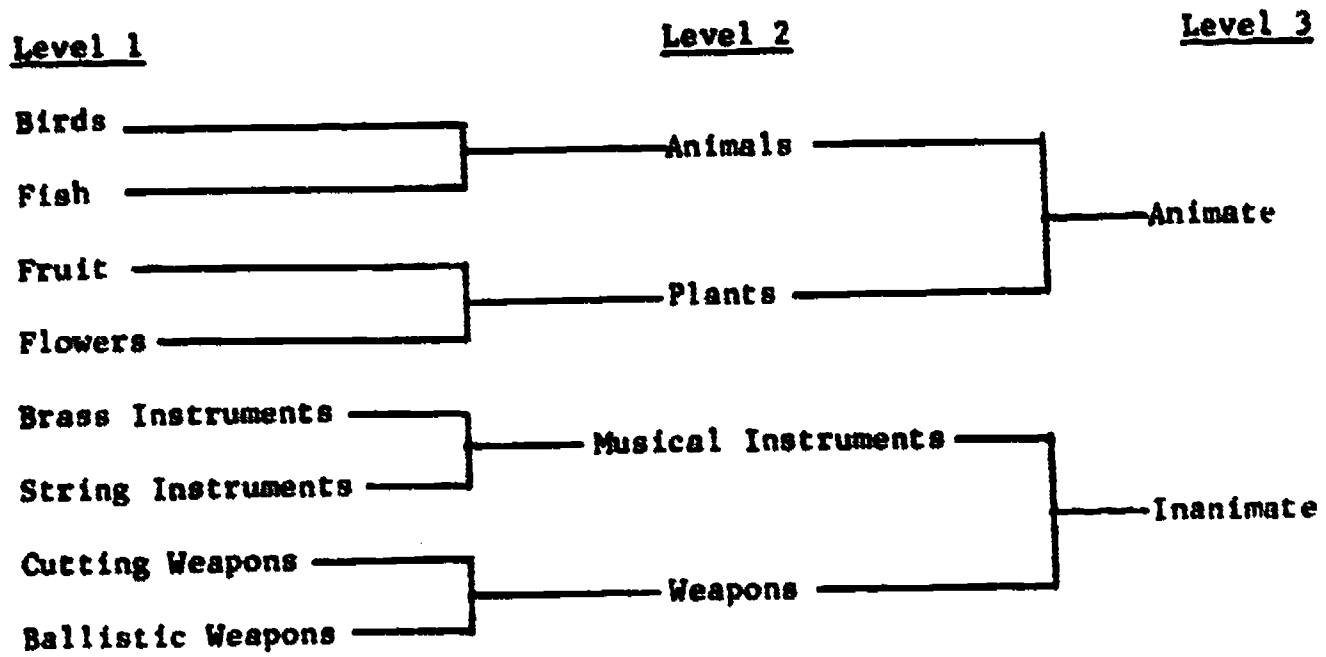 Level 1 Level 2 Level 3
Birds
Animals
Fish
Animate
Fruit
Plants
Flowers
Brass Instruments
Musical Instruments
String Instruments
Inanimate
Cutting Weapons
Weapons
Ballistic Weapons